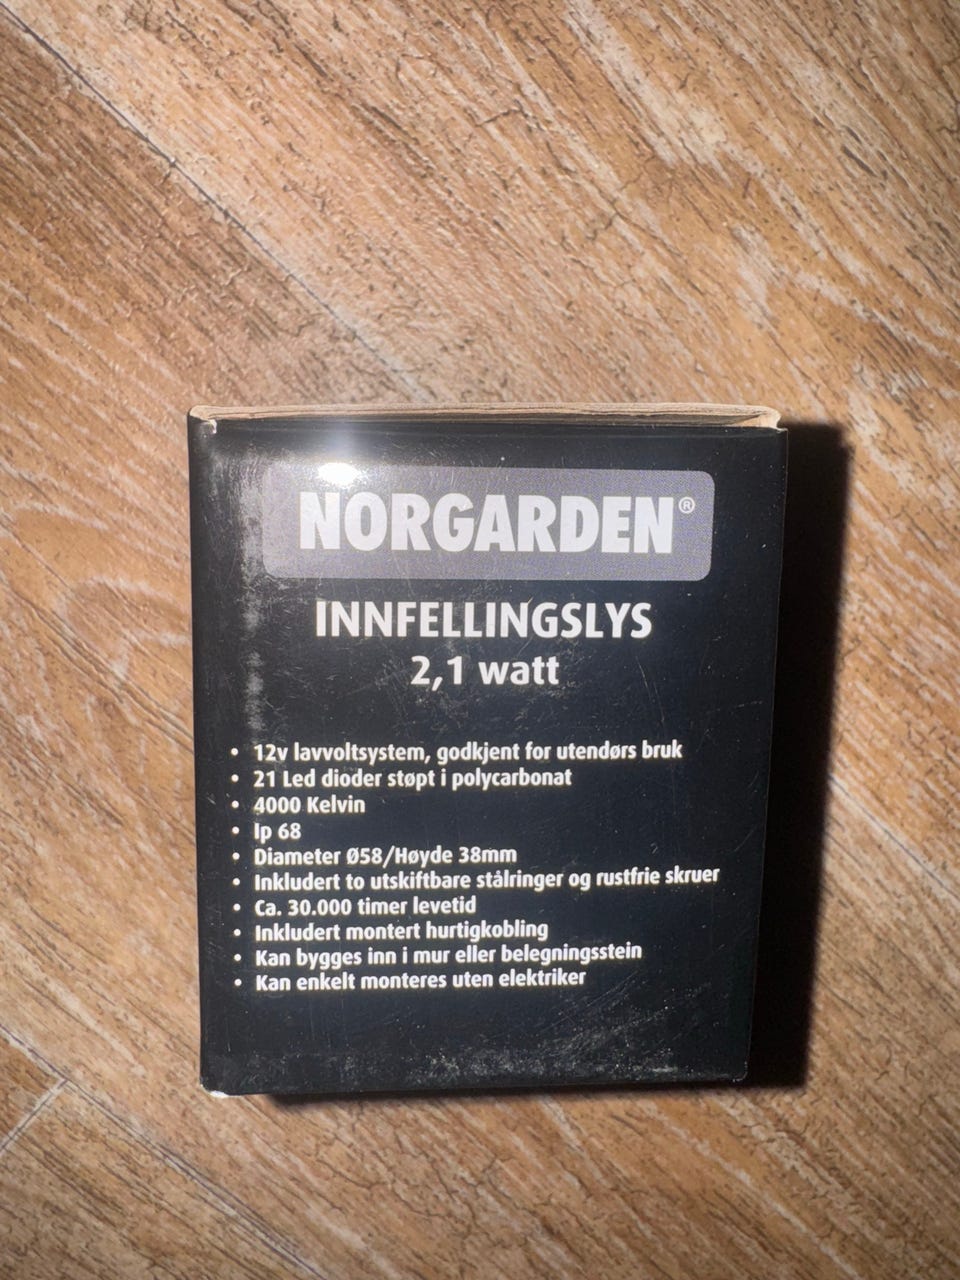 NORGARDEN®
INNFELLINGSLYS
2,1 watt
• 12v lavvoltsystem, godkjent for utendørs bruk
• 21 Led dioder støpt i polycarbonat
• 4000 Kelvin
• Ip 68
• Diameter Ø58/Høyde 38mm
• Inkludert to utskiftbare stålringer og rustfrie skruer
• Ca. 30.000 timer levetid
• Inkludert montert hurtigkobling
• Kan bygges inn i mur eller belegningsstein
• Kan enkelt monteres uten elektriker